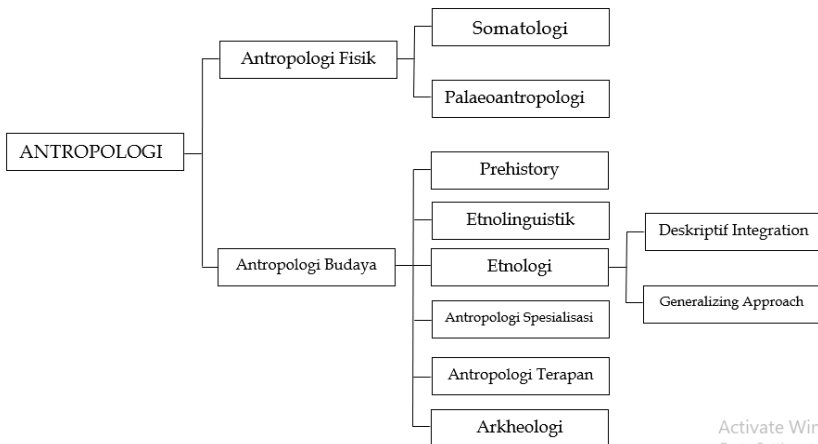 Somatologi
Antropologi Fisik
Palaeoantropologi
ANTROPOLOGI
Prehistory
Etnolinguistik
Deskriptif Integration
Antropologi Budaya
Etnologi
Generalizing Approach
Antropologi Spesialisasi
Antropologi Terapan
Arkheologi
Activate Win